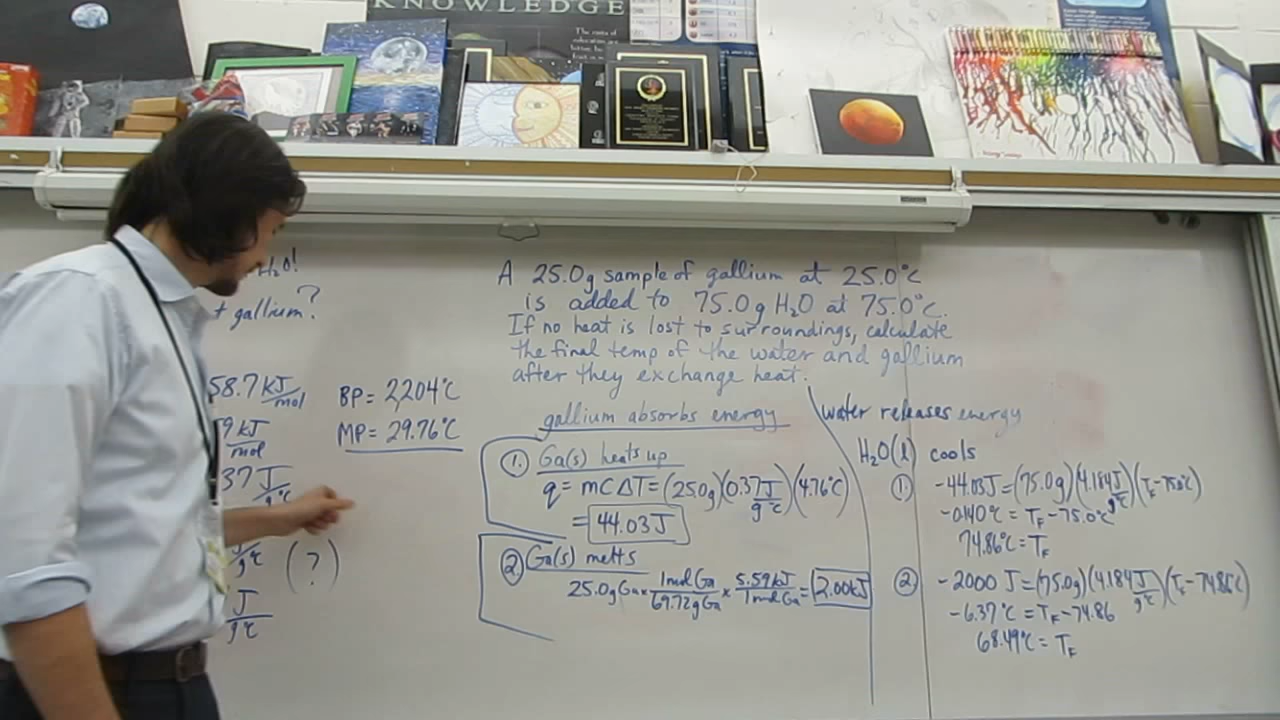 KNOWLEDGE
H₂O!
t gallium?
58.7 kJ/mol
BP = 2204°C
9 kJ/mol
MP = 29.76°C
37 J/g°C
J/g°C (?)
J/g°C
A 25.0g sample of gallium at 25.0°C
is added to 75.0g H₂O at 75.0°C.
If no heat is lost to surroundings, calculate
the final temp of the water and gallium
after they exchange heat.
gallium absorbs energy
1. Ga(s) heats up
q = mCΔT = (25.0g)(0.37 J/g°C)(4.76°C)
= 44.03 J
2 Ga(s) melts
25.0g Ga × 1mol Ga/69.72g Ga × 5.59kJ/1mol Ga = 2.00kJ
water releases energy
H₂O(l) cools
1 -44.03J = (75.0g)(4.184J/g°C)(T_F - 75.0°C)
-0.140°C = T_F - 75.0°C
74.86°C = T_F
2 -2000 J = (75.0g)(4.184J/g°C)(T_F - 74.86°C)
-6.37°C = T_F - 74.86
68.49°C = T_F